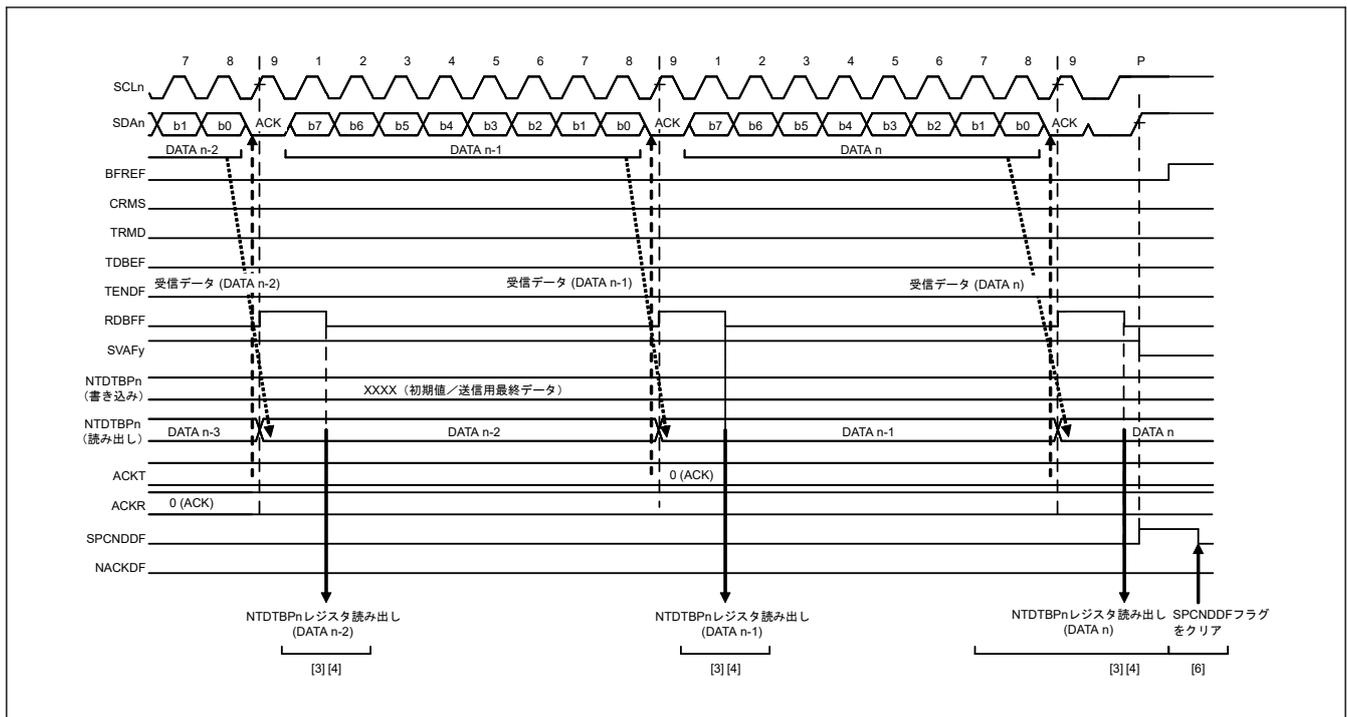 7 8 9 1 2 3 4 5 6 7 8 9 1 2 3 4 5 6 7 8 9 P
SCLn
SDAn b1 b0 ACK b7 b6 b5 b4 b3 b2 b1 b0 ACK b7 b6 b5 b4 b3 b2 b1 b0 ACK
DATA n-2 DATA n-1 DATA n
BFREF
CRMS
TRMD
TDBEF
受信データ (DATA n-2) 受信データ (DATA n-1) 受信データ (DATA n)
TENDF
RDBFF
SVAFy
NTDTBPn
(書き込み)
XXXX（初期値／送信用最終データ）
NTDTBPn
(読み出し)
DATA n-3 DATA n-2 DATA n-1 DATA n
ACKT 0 (ACK)
ACKR 0 (ACK)
SPCNDDF
NACKDF
NTDTBPnレジスタ読み出し
(DATA n-2)
NTDTBPnレジスタ読み出し
(DATA n-1)
NTDTBPnレジスタ読み出し
(DATA n)
SPCNDDFフラグ
をクリア
[3] [4] [3] [4] [3] [4] [6]